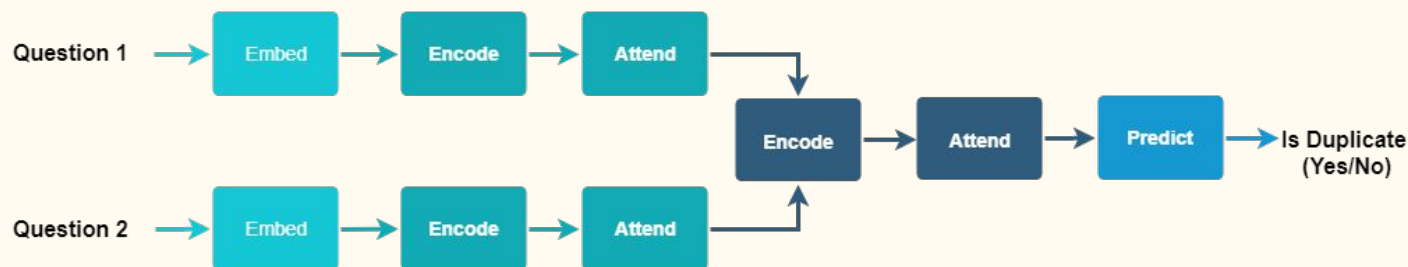 Question 1
Embed
Encode
Attend
Encode
Attend
Predict
Is Duplicate
(Yes/No)
Question 2
Embed
Encode
Attend